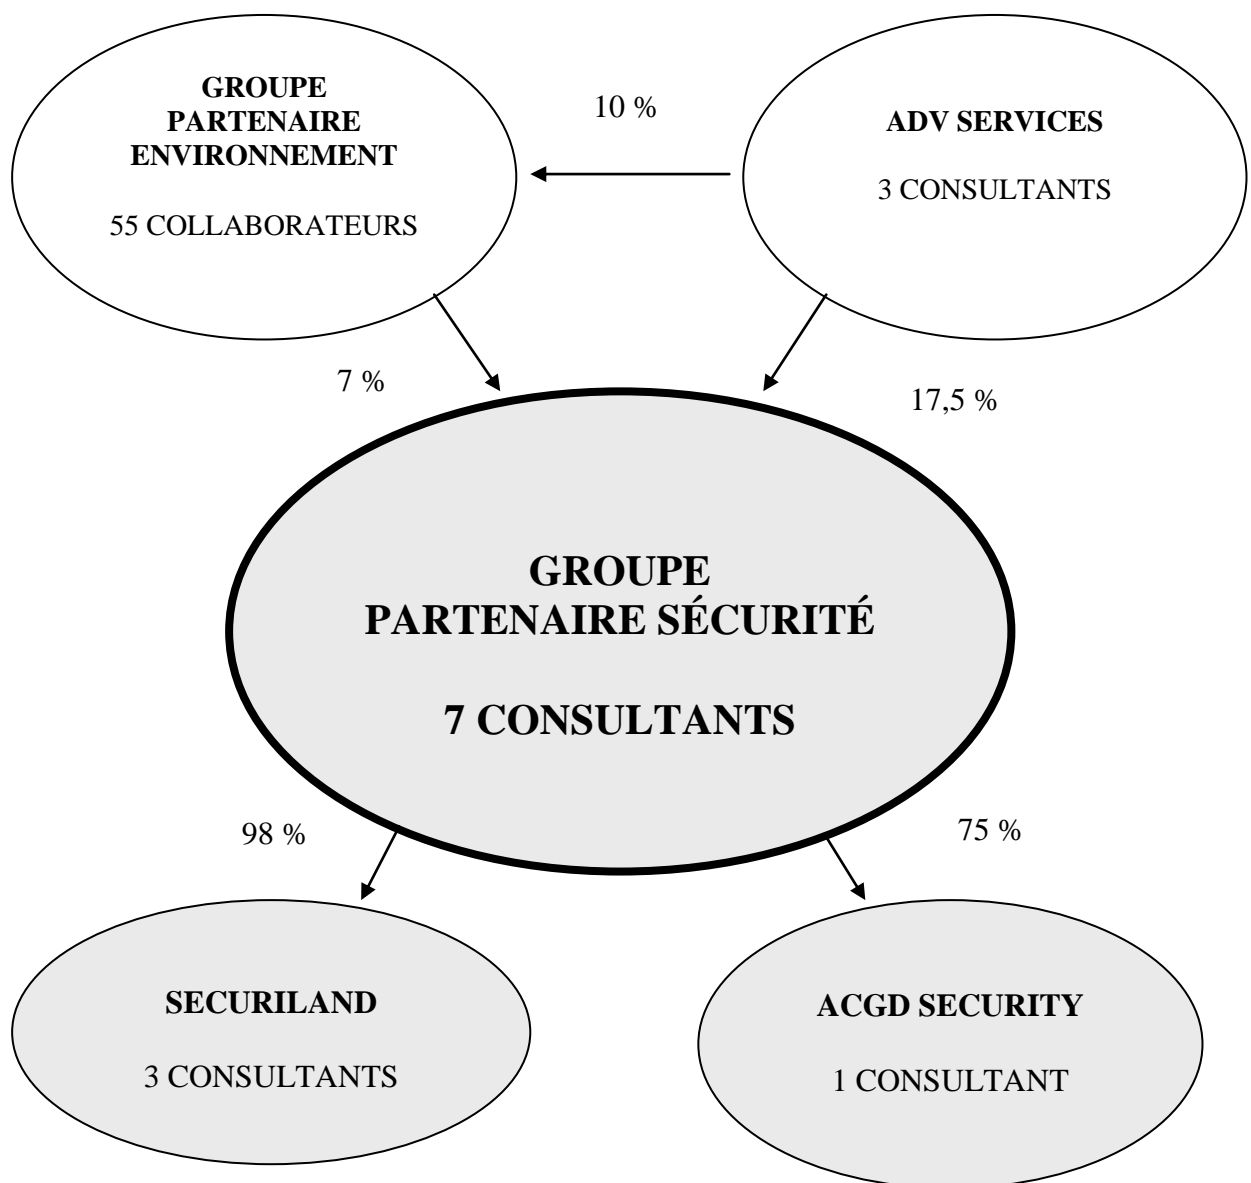 GROUPE
PARTENAIRE
ENVIRONNEMENT
55 COLLABORATEURS
10 %
ADV SERVICES
3 CONSULTANTS
7 %
17,5 %
GROUPE
PARTENAIRE SÉCURITÉ
7 CONSULTANTS
98 %
75 %
SECURILAND
3 CONSULTANTS
ACGD SECURITY
1 CONSULTANT